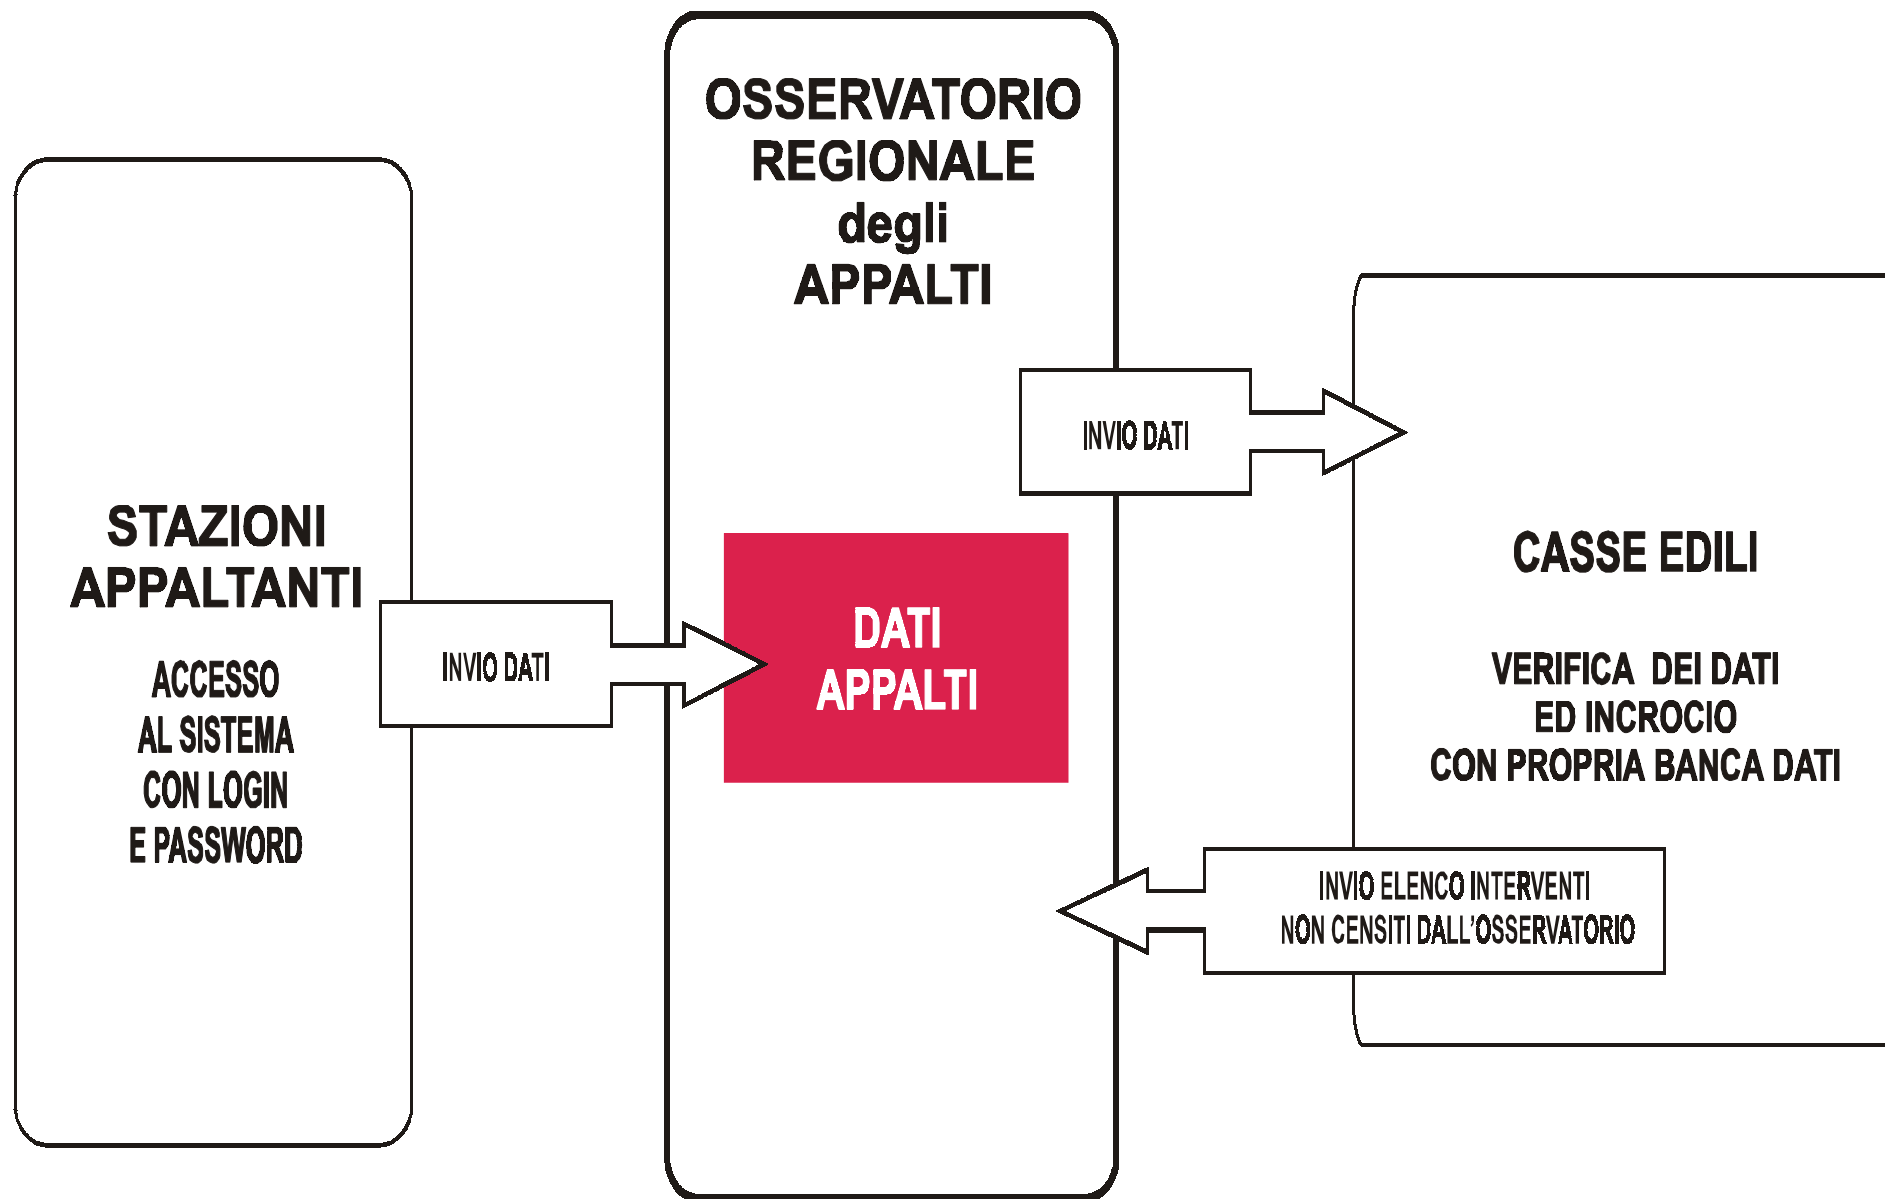 STAZIONI
APPALTANTI
ACCESSO
AL SISTEMA
CON LOGIN
E PASSWORD
INVIO DATI
OSSERVATORIO
REGIONALE
degli
APPALTI
DATI
APPALTI
INVIO DATI
CASSE EDILI
VERIFICA DEI DATI
ED INCROCIO
CON PROPRIA BANCA DATI
INVIO ELENCO INTERVENTI
NON CENSITI DALL'OSSERVATORIO